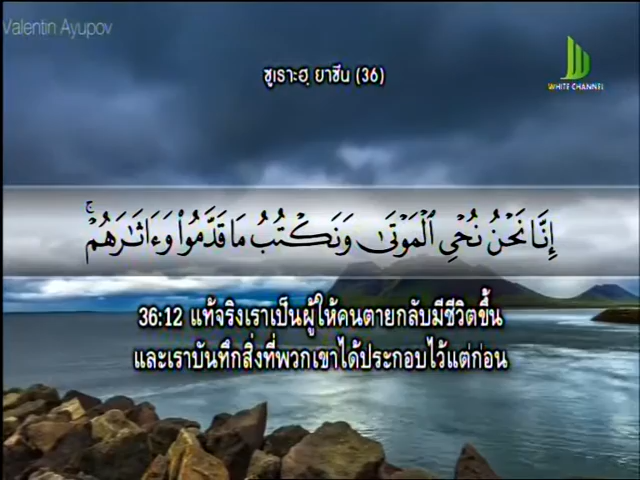 Valentin Ayupov
ซูเราะฮฺ ยาซีน (36)
WHITE CHANNEL
إِنَّا نَحْنُ نُحْيِ الْمَوْتَىٰ وَنَكْتُبُ مَا قَدَّمُوا۟ وَءَاثَٰرَهُمْ ۚ
36:12 แท้จริงเราเป็นผู้ให้คนตายกลับมีชีวิตขึ้น
และเราบันทึกสิ่งที่พวกเขาได้ประกอบไว้แต่ก่อน